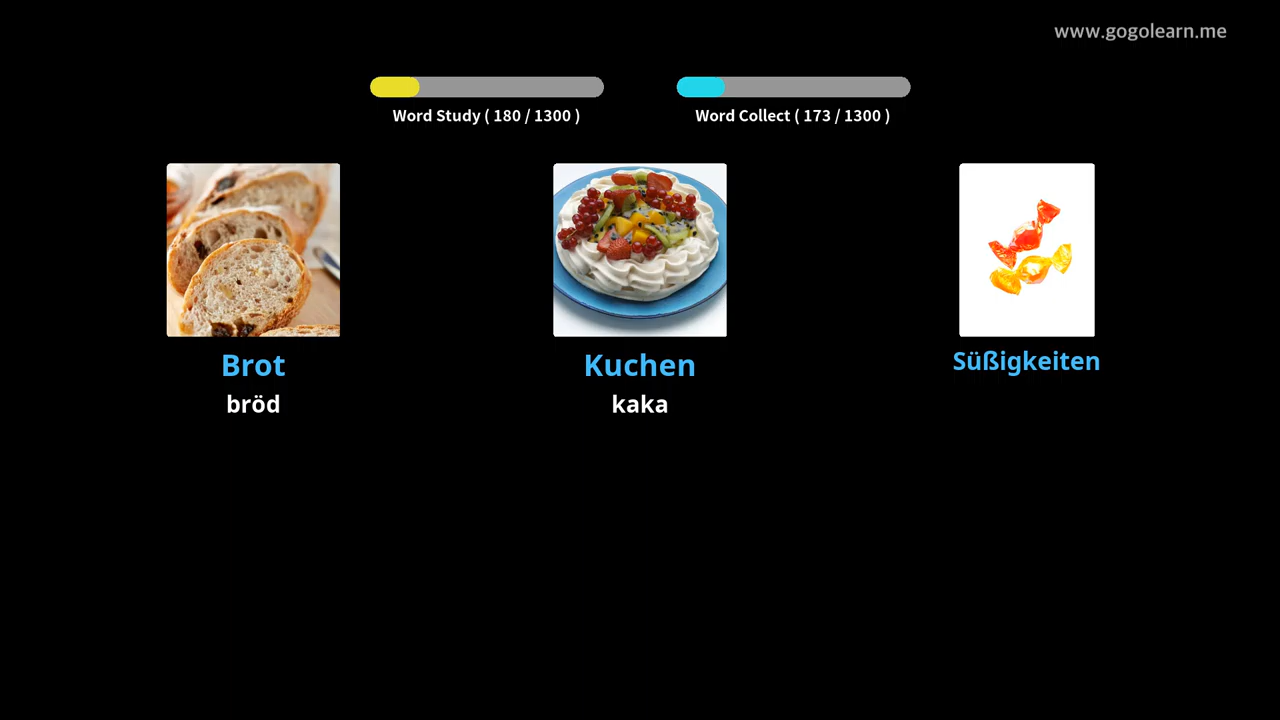 www.gogolearn.me
Word Study ( 180 / 1300 )
Word Collect ( 173 / 1300 )
Brot
Kuchen
Süßigkeiten
bröd
kaka